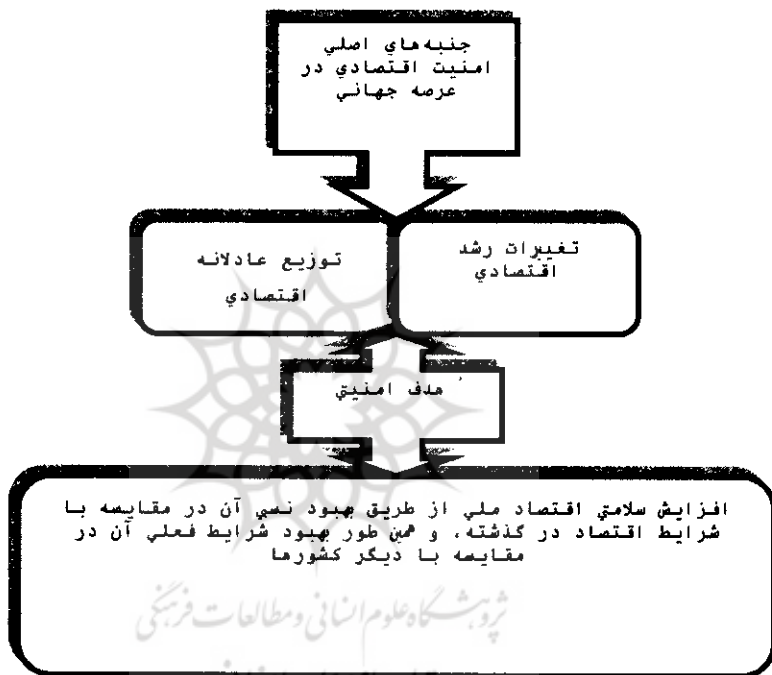 جنبه‌هاي اصلي
امنيت اقتصادي در
عرصه جهاني
تغييرات رشد
اقتصادي
توزيع عادلانه
اقتصادي
هدف امنيتي
افزايش سلامتي اقتصاد ملي از طريق بهبود نسبي آن در مقايسه با
شرايط اقتصاد در گذشته، و همين طور بهبود شرايط فعلي آن در
مقايسه با ديگر كشورها
پژوهشگاه علوم انسانی و مطالعات فرهنگی